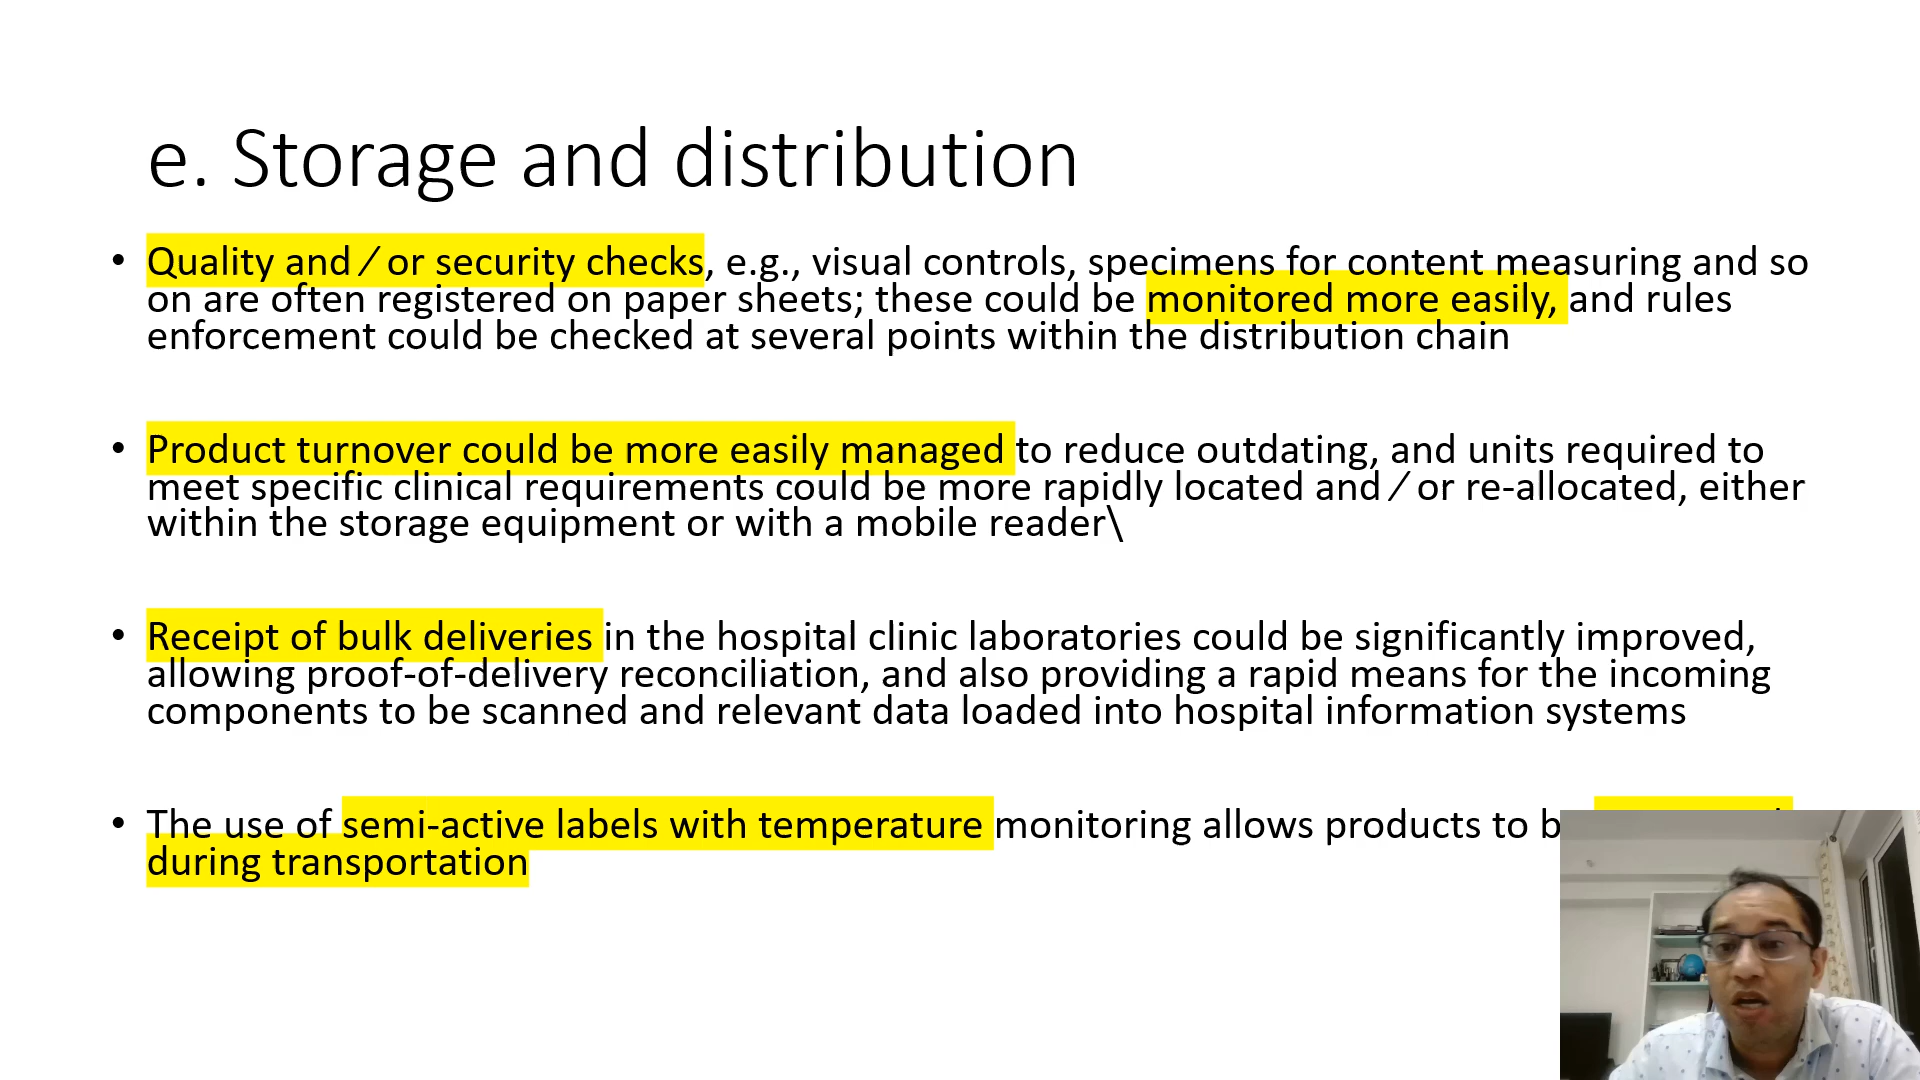 e. Storage and distribution
• Quality and ∕ or security checks, e.g., visual controls, specimens for content measuring and so
on are often registered on paper sheets; these could be monitored more easily, and rules
enforcement could be checked at several points within the distribution chain
• Product turnover could be more easily managed to reduce outdating, and units required to
meet specific clinical requirements could be more rapidly located and ∕ or re-allocated, either
within the storage equipment or with a mobile reader\
• Receipt of bulk deliveries in the hospital clinic laboratories could be significantly improved,
allowing proof-of-delivery reconciliation, and also providing a rapid means for the incoming
components to be scanned and relevant data loaded into hospital information systems
• The use of semi-active labels with temperature monitoring allows products to
during transportation